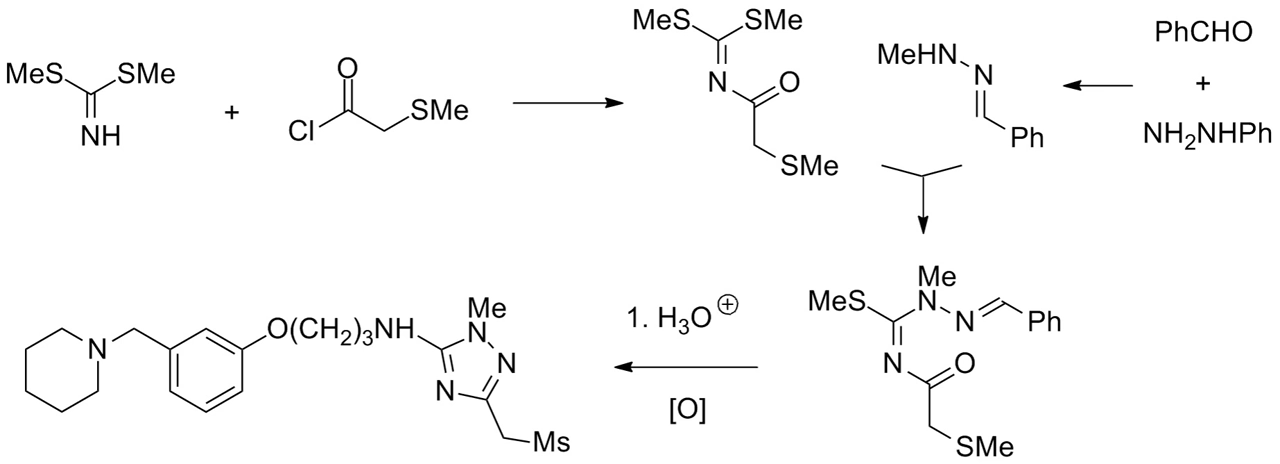 MeS SMe
NH
+
O
Cl SMe
MeS SMe
N O
SMe
MeHN N
Ph
PhCHO
+
NH₂NHPh
N
O(CH₂)₃NH
Me
N
N
N
Ms
1. H₃O⊕
[O]
Me
MeS N
N Ph
N O
SMe